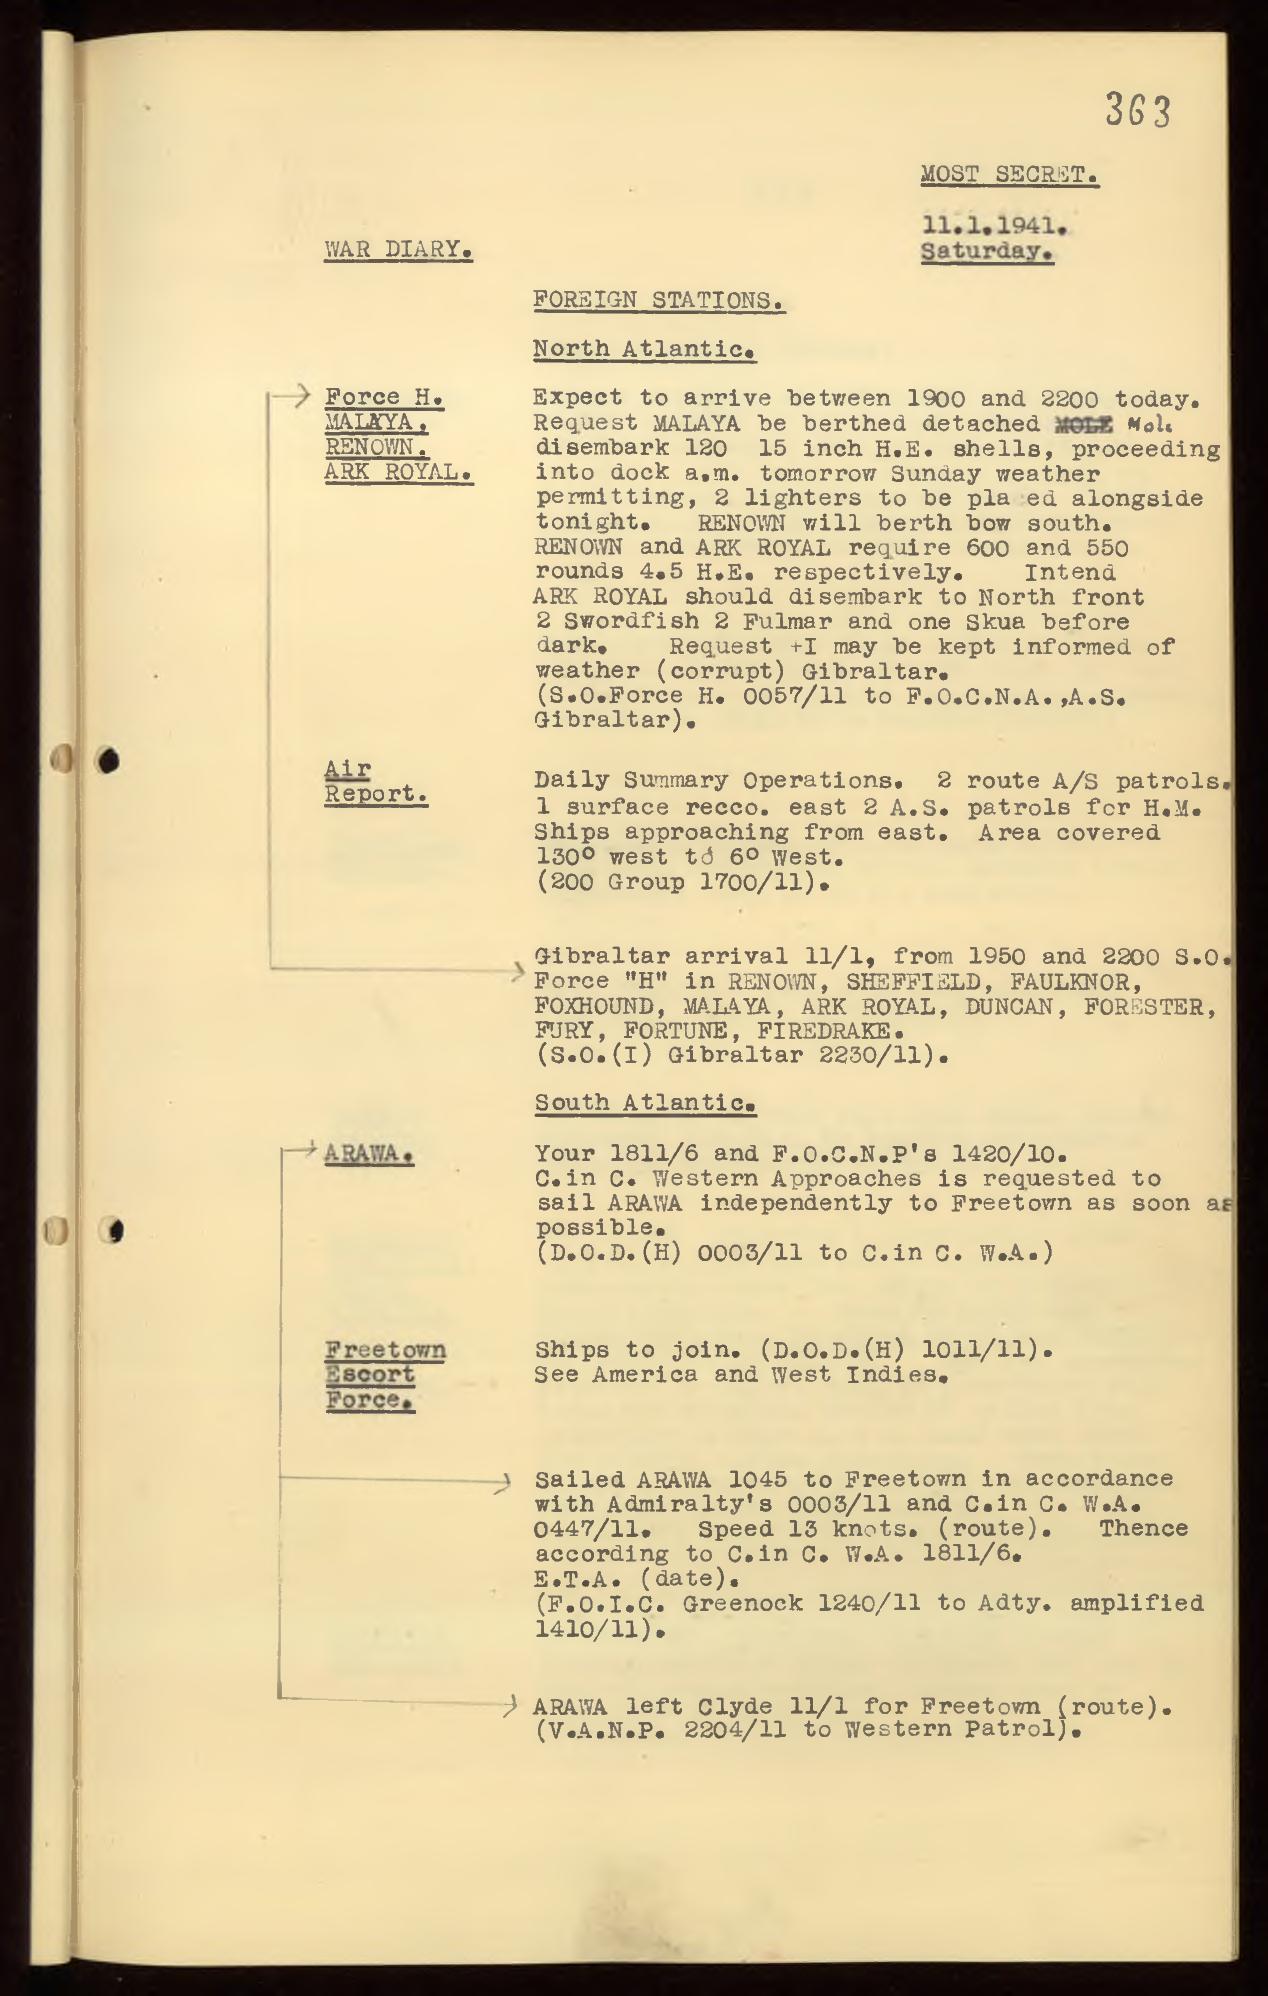 363
MOST SECRET.
11.1.1941.
Saturday.
WAR DIARY.
FOREIGN STATIONS.
North Atlantic.
Force H.
MALAYA.
RENOWN.
ARK ROYAL.
Expect to arrive between 1900 and 2200 today.
Request MALAYA be berthed detached MOLE Mole
disembark 120 15 inch H.E. shells, proceeding
into dock a.m. tomorrow Sunday weather
permitting, 2 lighters to be pla ed alongside
tonight. RENOWN will berth bow south.
RENOWN and ARK ROYAL require 600 and 550
rounds 4.5 H.E. respectively. Intend
ARK ROYAL should disembark to North front
2 Swordfish 2 Fulmar and one Skua before
dark. Request +I may be kept informed of
weather (corrupt) Gibraltar.
(S.O.Force H. 0057/11 to F.O.C.N.A.,A.S.
Gibraltar).
Air
Report.
Daily Summary Operations. 2 route A/S patrols.
1 surface recco. east 2 A.S. patrols for H.M.
Ships approaching from east. Area covered
130° west to 6° West.
(200 Group 1700/11).
Gibraltar arrival 11/1, from 1950 and 2200 S.O.
Force "H" in RENOWN, SHEFFIELD, FAULKNOR,
FOXHOUND, MALAYA, ARK ROYAL, DUNCAN, FORESTER,
FURY, FORTUNE, FIREDRAKE.
(S.O.(I) Gibraltar 2230/11).
South Atlantic.
ARAWA.
Your 1811/6 and F.O.C.N.P's 1420/10.
C.in C. Western Approaches is requested to
sail ARAWA independently to Freetown as soon as
possible.
(D.O.D.(H) 0003/11 to C.in C. W.A.)
Freetown
Escort
Force.
Ships to join. (D.O.D.(H) 1011/11).
See America and West Indies.
Sailed ARAWA 1045 to Freetown in accordance
with Admiralty's 0003/11 and C.in C. W.A.
0447/11. Speed 13 knots. (route). Thence
according to C.in C. W.A. 1811/6.
E.T.A. (date).
(F.O.I.C. Greenock 1240/11 to Adty. amplified
1410/11).
ARAWA left Clyde 11/1 for Freetown (route).
(V.A.N.P. 2204/11 to Western Patrol).